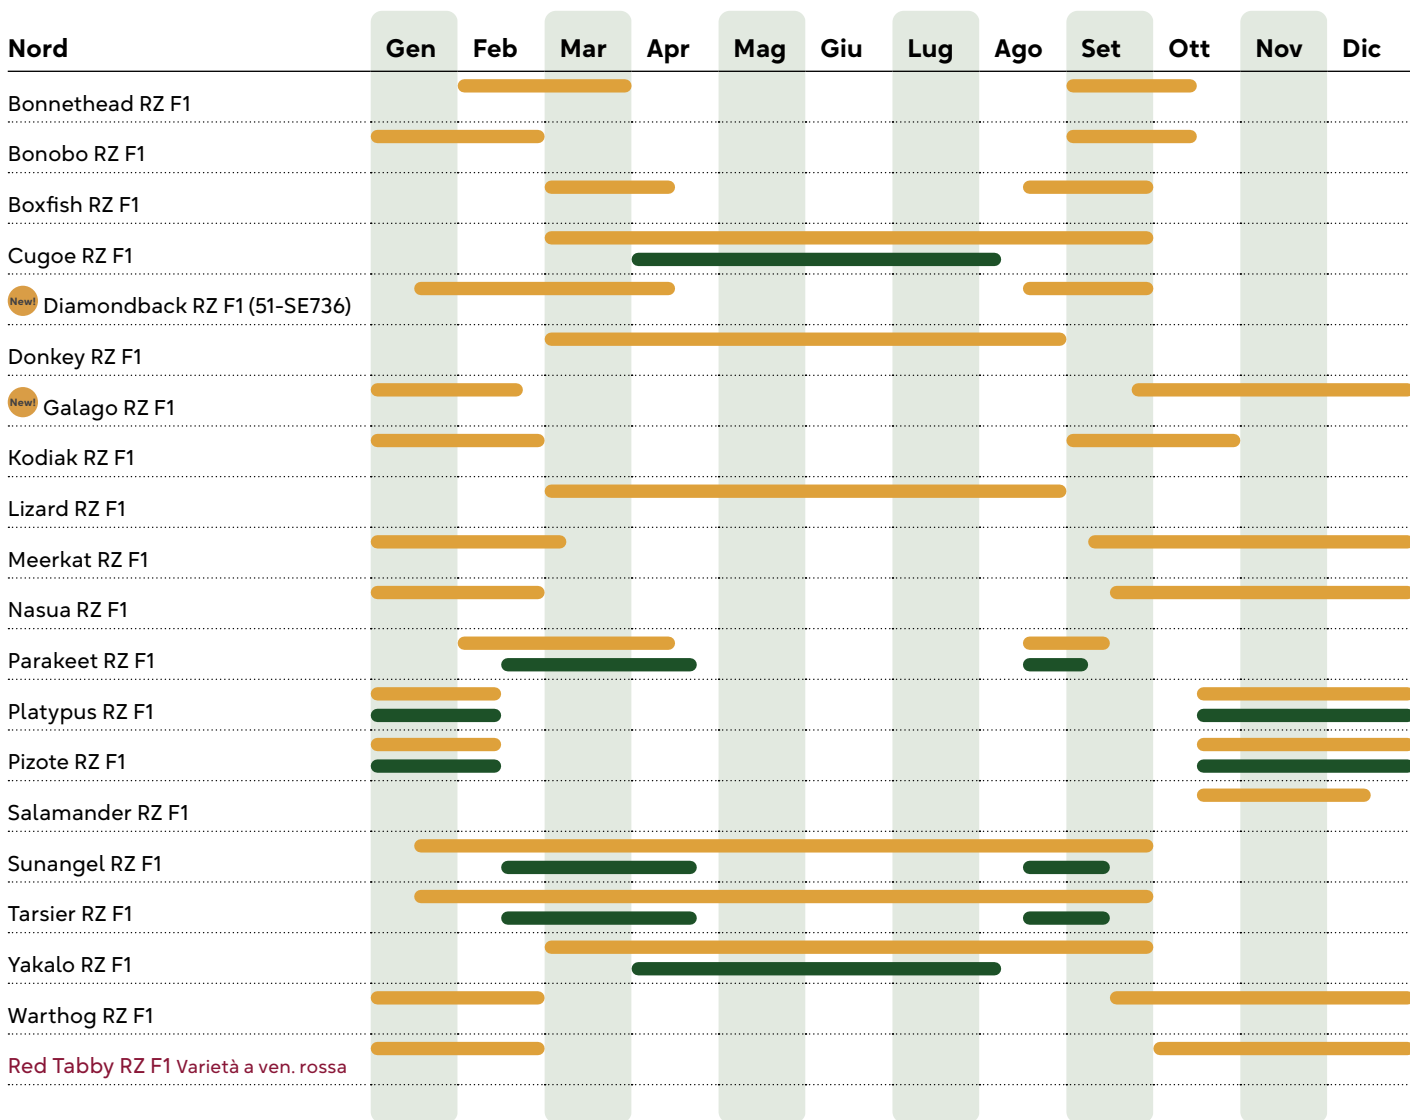 Nord Gen Feb Mar Apr Mag Giu Lug Ago Set Ott Nov Dic
Bonnethead RZ F1
Bonobo RZ F1
Boxfish RZ F1
Cugoe RZ F1
New! Diamondback RZ F1 (51-SE736)
Donkey RZ F1
New! Galago RZ F1
Kodiak RZ F1
Lizard RZ F1
Meerkat RZ F1
Nasua RZ F1
Parakeet RZ F1
Platypus RZ F1
Pizote RZ F1
Salamander RZ F1
Sunangel RZ F1
Tarsier RZ F1
Yakalo RZ F1
Warthog RZ F1
Red Tabby RZ F1 Varietà a ven. rossa